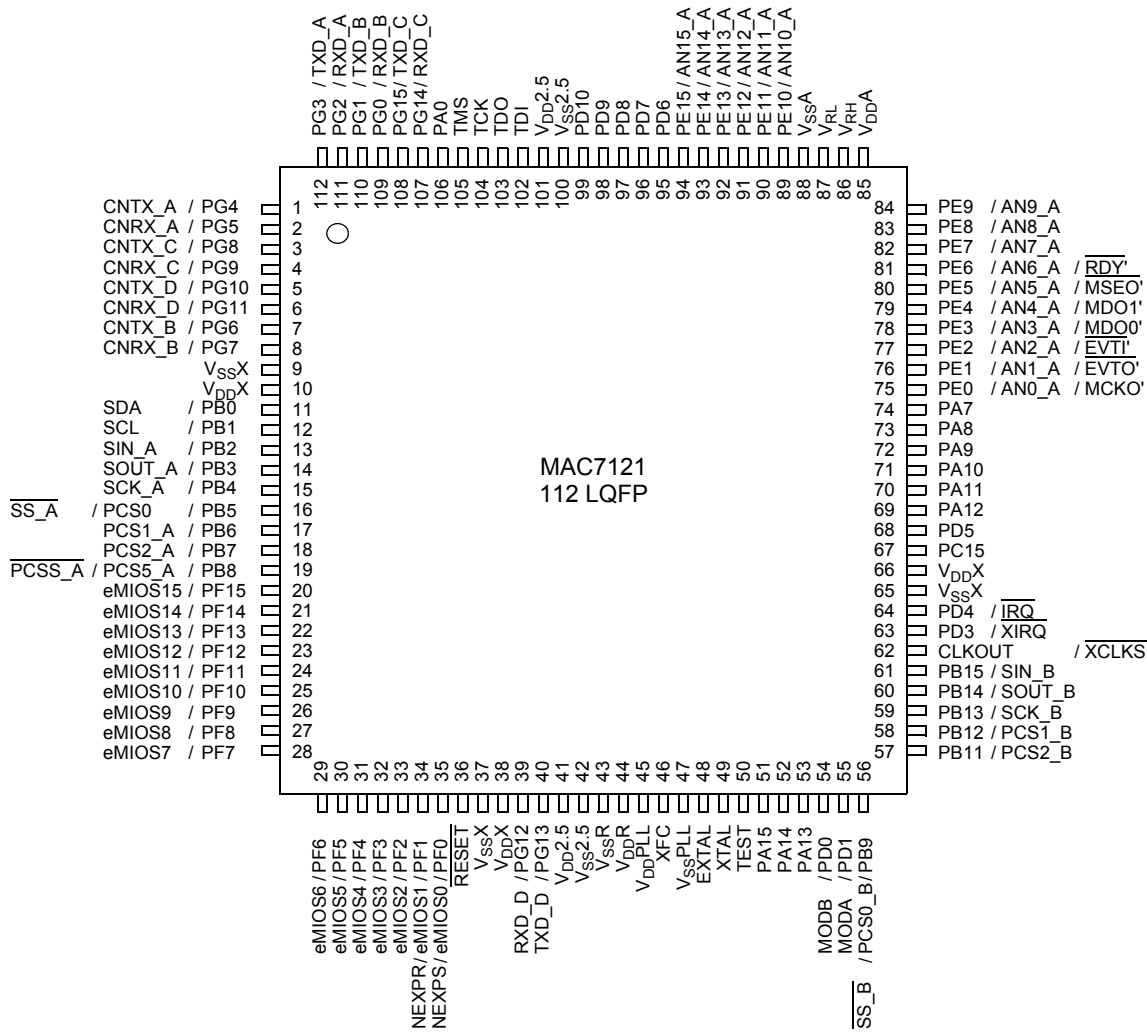 PG3 / TXD_A
PG2 / RXD_A
PG1 / TXD_B
PG0 / RXD_B
PG15/ TXD_C
PG14/ RXD_C
PA0
TMS
TCK
TDO
TDI
VDD2.5
VSS2.5
PD10
PD9
PD8
PD7
PD6
PE15 / AN15_A
PE14/ AN14_A
PE13/ AN13_A
PE12/ AN12_A
PE11/ AN11_A
PE10/ AN10_A
VSSA
VRL
VRH
VDDA
112
111
110
109
108
107
106
105
104
103
102
101
100
99
98
97
96
95
94
93
92
91
90
89
88
87
86
85
CNTX_A / PG4 1
CNRX_A / PG5 2
CNTX_C / PG8 3
CNRX_C / PG9 4
CNTX_D / PG10 5
CNRX_D / PG11 6
CNTX_B / PG6 7
CNRX_B / PG7 8
VSSX 9
VDDX 10
SDA / PB0 11
SCL / PB1 12
SIN_A / PB2 13
SOUT_A / PB3 14
SCK_A / PB4 15
SS_A / PCS0 / PB5 16
PCS1_A / PB6 17
PCS2_A / PB7 18
PCSS_A / PCS5_A / PB8 19
eMIOS15 / PF15 20
eMIOS14 / PF14 21
eMIOS13 / PF13 22
eMIOS12 / PF12 23
eMIOS11 / PF11 24
eMIOS10 / PF10 25
eMIOS9 / PF9 26
eMIOS8 / PF8 27
eMIOS7 / PF7 28
MAC7121
112 LQFP
84 PE9 / AN9_A
83 PE8 / AN8_A
82 PE7 / AN7_A
81 PE6 / AN6_A / RDY'
80 PE5 / AN5_A / MSEO'
79 PE4 / AN4_A / MDO1'
78 PE3 / AN3_A / MDO0'
77 PE2 / AN2_A / EVTI'
76 PE1 / AN1_A / EVTO'
75 PE0 / AN0_A / MCKO'
74 PA7
73 PA8
72 PA9
71 PA10
70 PA11
69 PA12
68 PD5
67 PC15
66 VDDX
65 VSSX
64 PD4 / IRQ
63 PD3 / XIRQ
62 CLKOUT / XCLKS
61 PB15 / SIN_B
60 PB14 / SOUT_B
59 PB13 / SCK_B
58 PB12 / PCS1_B
57 PB11 / PCS2_B
29
30
31
32
33
34
35
36
37
38
39
40
41
42
43
44
45
46
47
48
49
50
51
52
53
54
55
56
eMIOS6 / PF6
eMIOS5 / PF5
eMIOS4 / PF4
eMIOS3 / PF3
eMIOS2 / PF2
NEXPR/ eMIOS1 / PF1
NEXPS/ eMIOS0 / PF0
RESET
VSSX
VDDX
RXD_D /PG12
TXD_D / PG13
VDD2.5
VSS2.5
VSSR
VDDR
VDDPLL
XFC
VSSPLL
EXTAL
XTAL
TEST
PA15
PA14
PA13
MODB /PD0
MODA / PD1
SS_B / PCS0_B/PB9